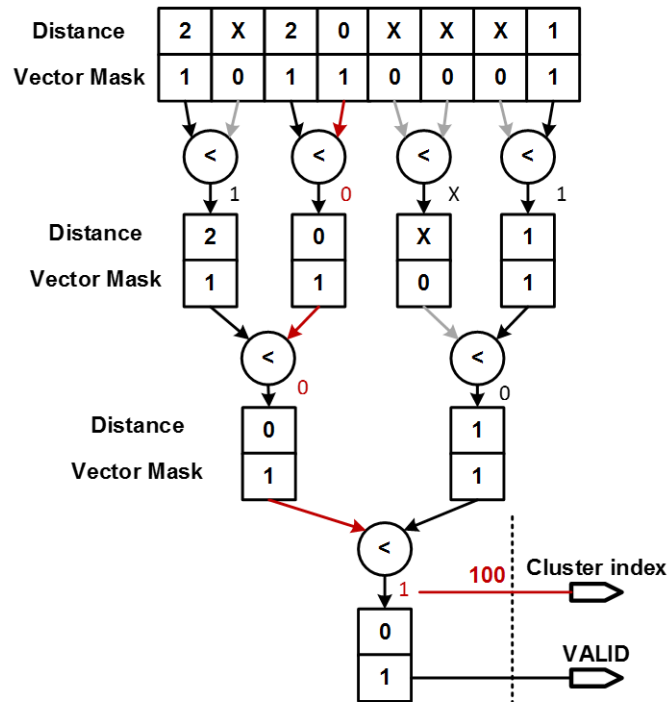 Distance 2 X 2 0 X X X 1
Vector Mask 1 0 1 1 0 0 0 1
< < < <
1 0 X 1
Distance 2 0 X 1
Vector Mask 1 1 0 1
< <
0 0
Distance 0 1
Vector Mask 1 1
<
1 100 Cluster index
0
1 VALID